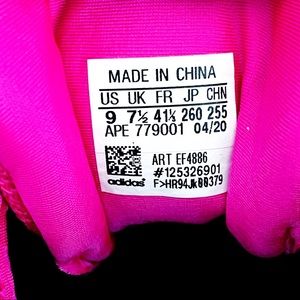 MADE IN CHINA
US UK FR JP CHN
9 7½ 41⅓ 260 255
APE 779001 04/20
ART EF4886
#125326901
adidas